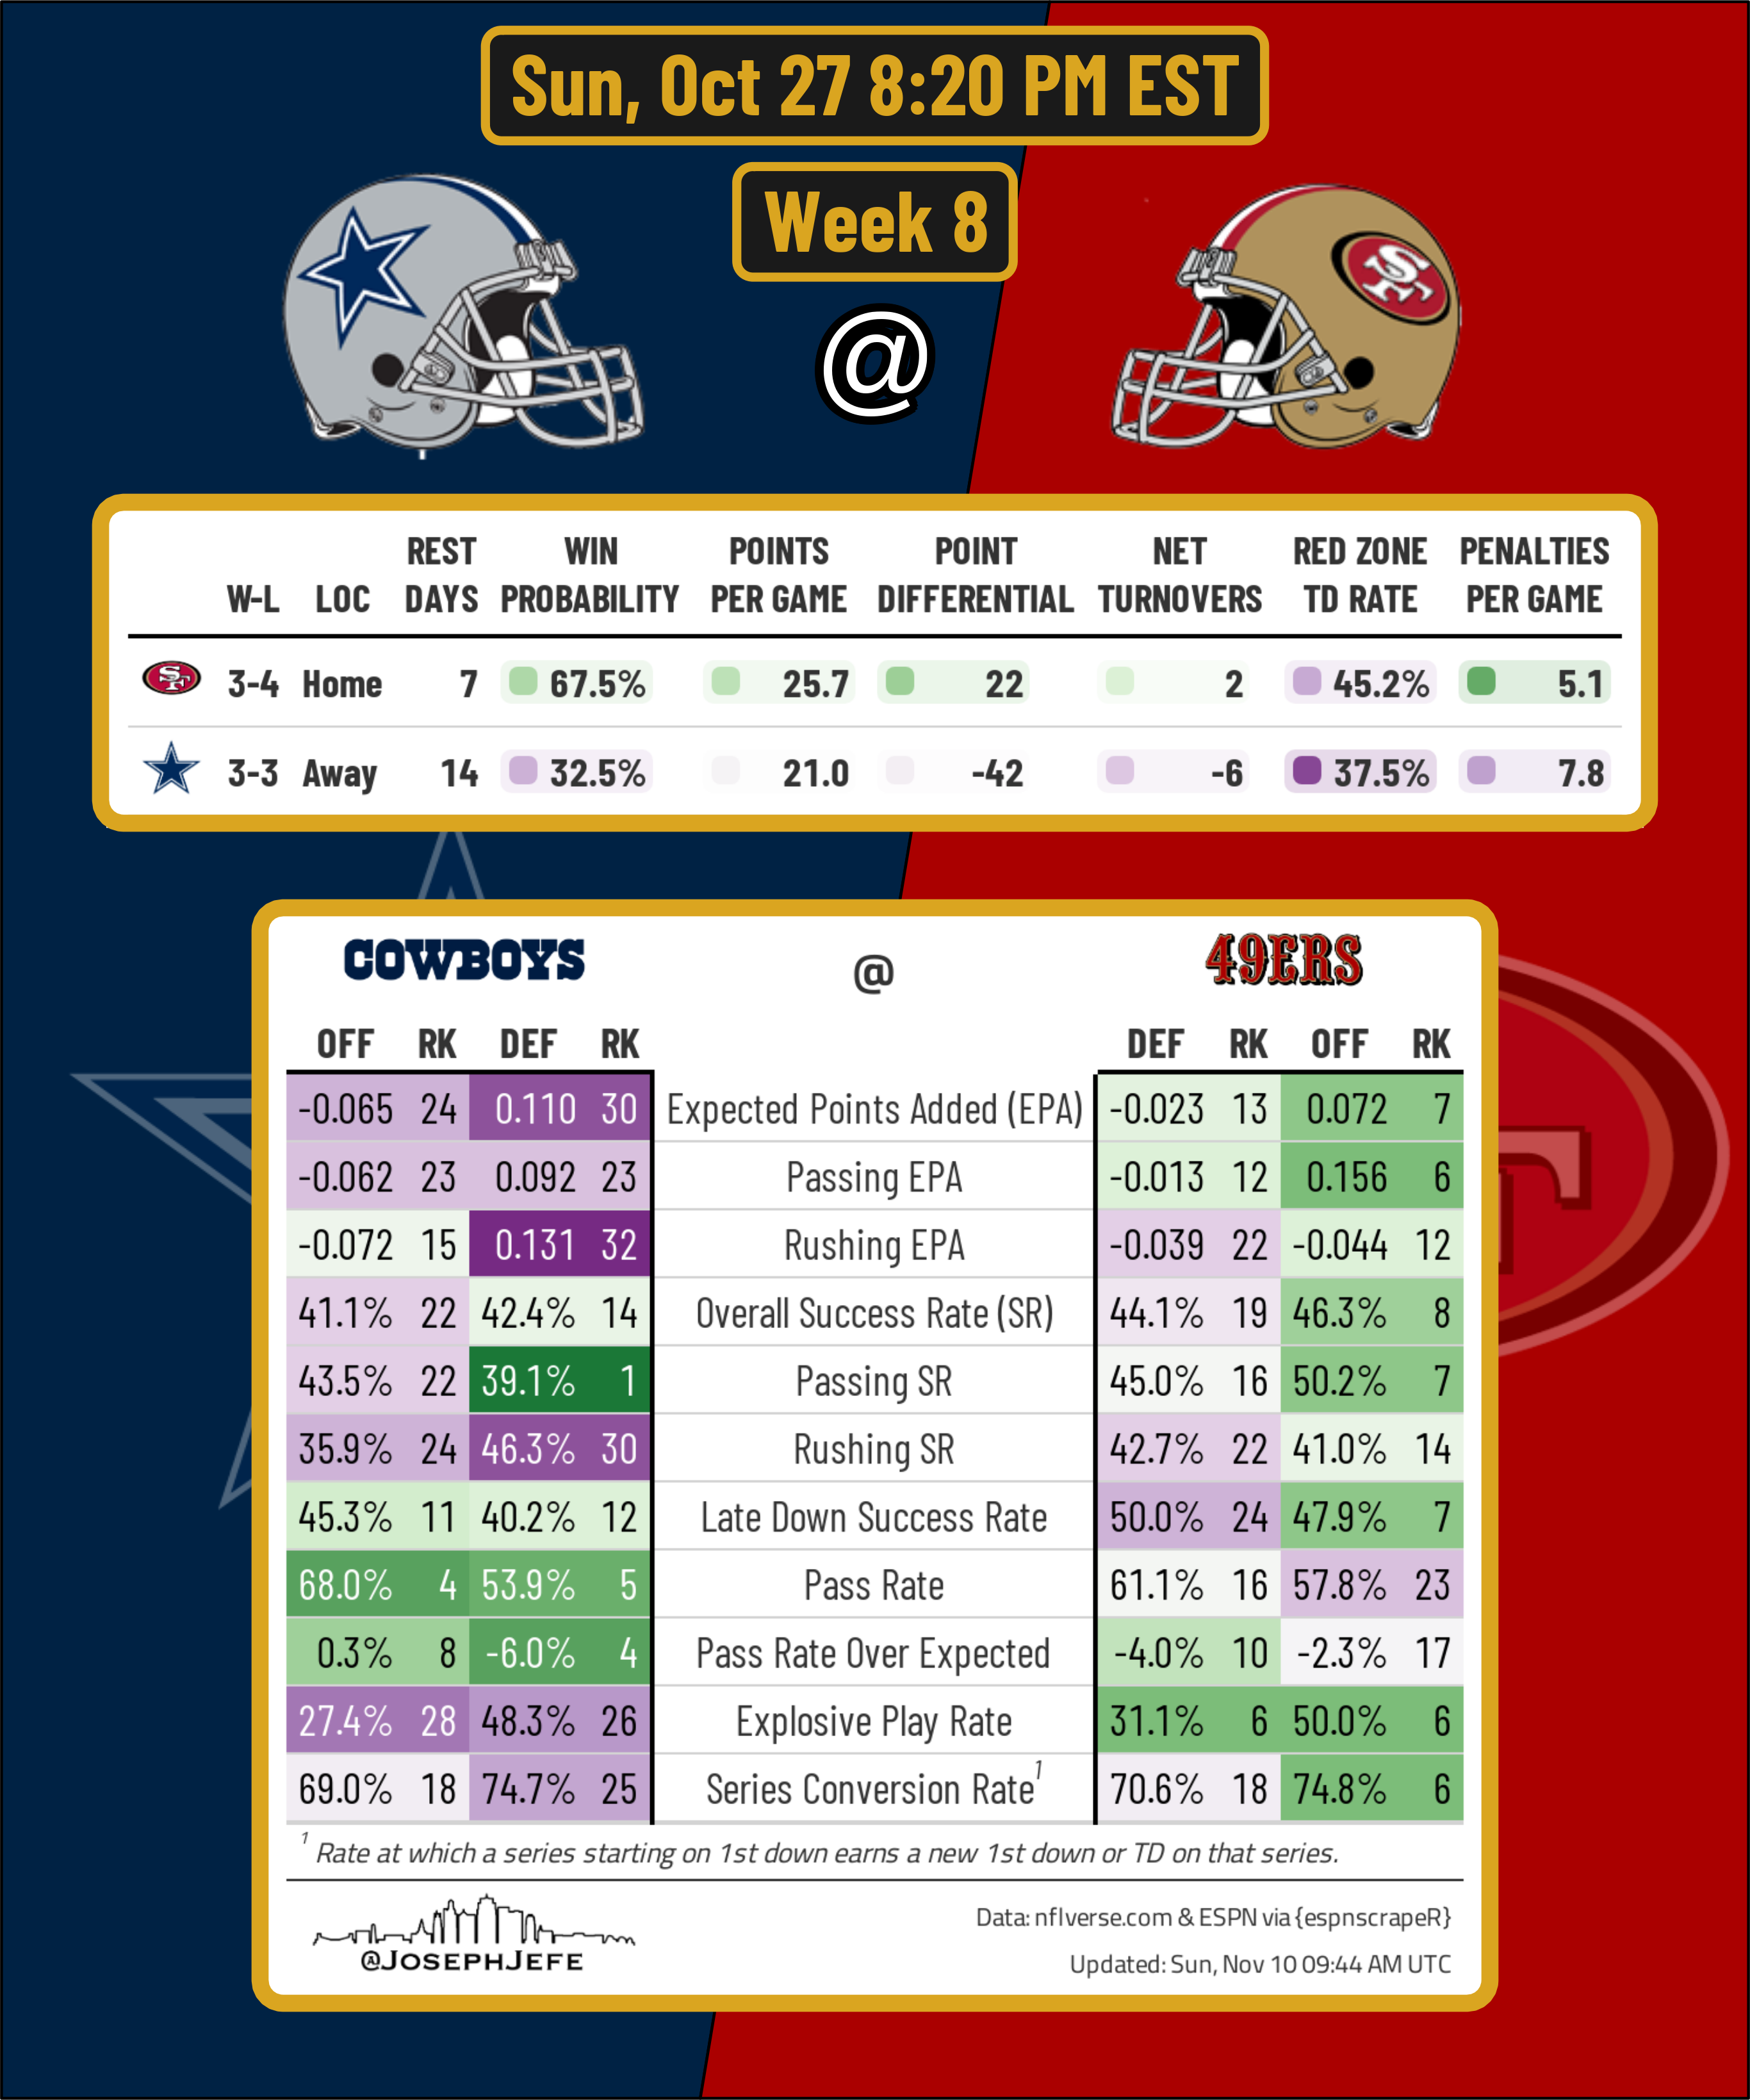 Sun, Oct 27 8:20 PM EST
Week 8
@
REST WIN POINTS POINT NET RED ZONE PENALTIES
W-L LOC DAYS PROBABILITY PER GAME DIFFERENTIAL TURNOVERS TD RATE PER GAME
SF 3-4 Home 7 67.5% 25.7 22 2 45.2% 5.1
3-3 Away 14 32.5% 21.0 -42 -6 37.5% 7.8
COWBOYS @ 49ERS
OFF RK DEF RK DEF RK OFF RK
-0.065 24 0.110 30 Expected Points Added (EPA) -0.023 13 0.072 7
-0.062 23 0.092 23 Passing EPA -0.013 12 0.156 6
-0.072 15 0.131 32 Rushing EPA -0.039 22 -0.044 12
41.1% 22 42.4% 14 Overall Success Rate (SR) 44.1% 19 46.3% 8
43.5% 22 39.1% 1 Passing SR 45.0% 16 50.2% 7
35.9% 24 46.3% 30 Rushing SR 42.7% 22 41.0% 14
45.3% 11 40.2% 12 Late Down Success Rate 50.0% 24 47.9% 7
68.0% 4 53.9% 5 Pass Rate 61.1% 16 57.8% 23
0.3% 8 -6.0% 4 Pass Rate Over Expected -4.0% 10 -2.3% 17
27.4% 28 48.3% 26 Explosive Play Rate 31.1% 6 50.0% 6
69.0% 18 74.7% 25 Series Conversion Rate¹ 70.6% 18 74.8% 6
¹ Rate at which a series starting on 1st down earns a new 1st down or TD on that series.
@JOSEPHJEFE
Data: nflverse.com & ESPN via {espnscrapeR}
Updated: Sun, Nov 10 09:44 AM UTC